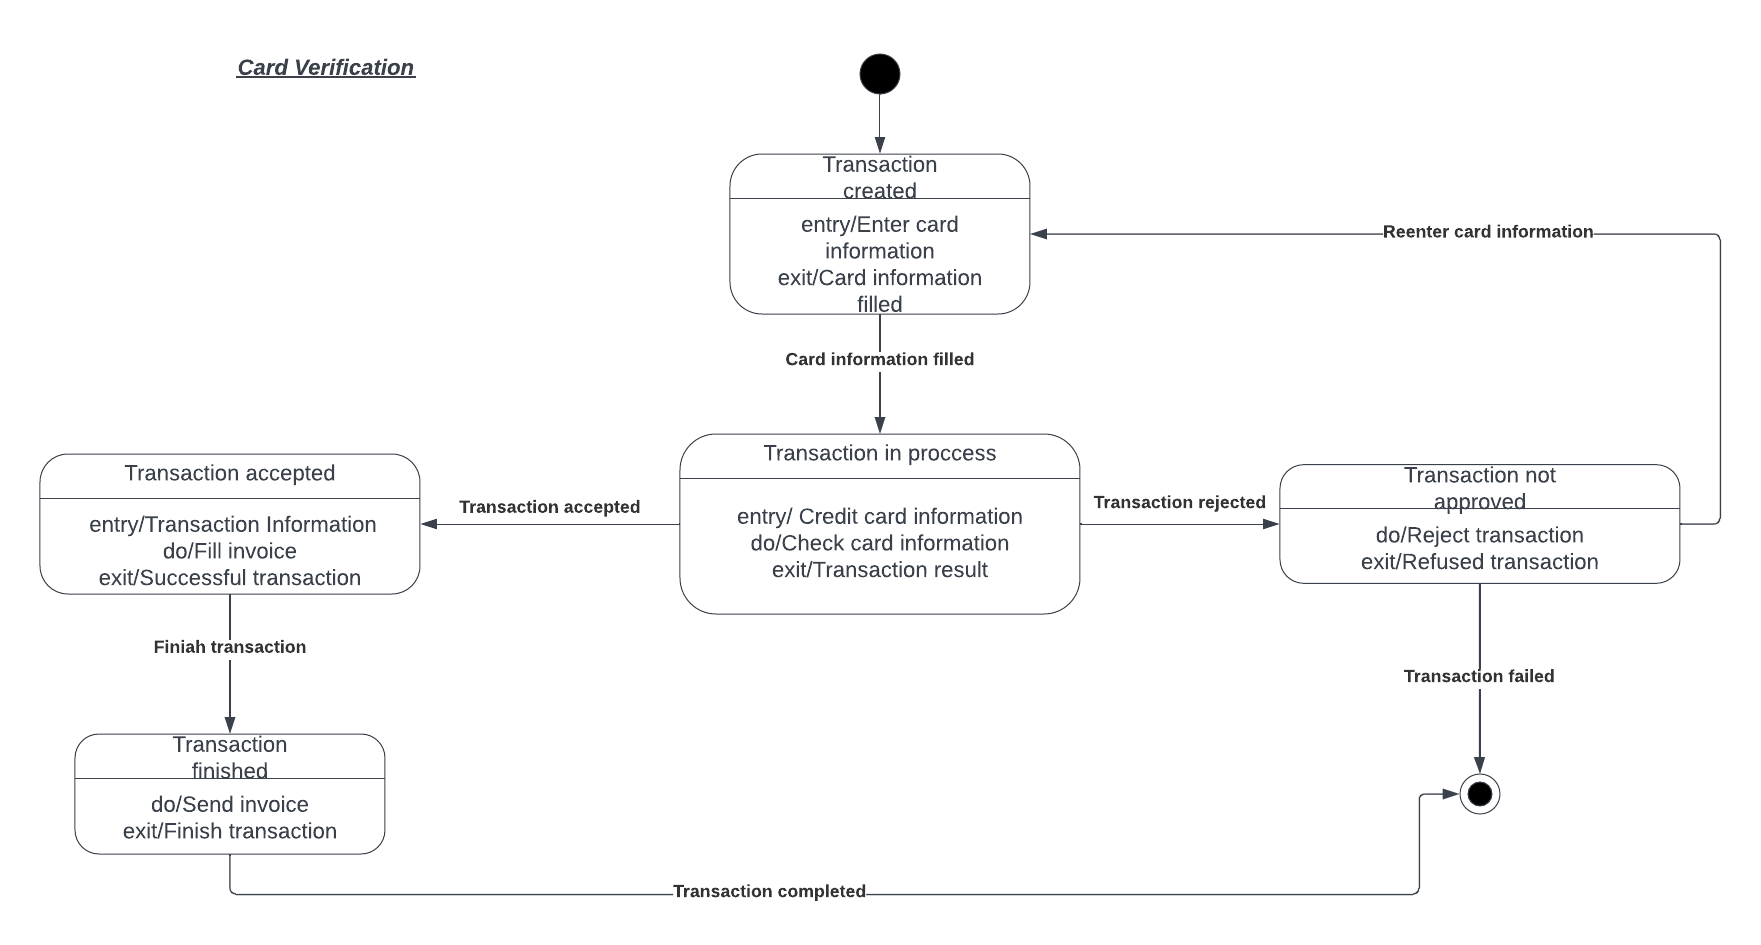 Card Verification
Transaction
created
entry/Enter card
information
exit/Card information
filled
Reenter card information
Card information filled
Transaction in proccess
entry/ Credit card information
do/Check card information
exit/Transaction result
Transaction accepted
Transaction rejected
Transaction accepted
entry/Transaction Information
do/Fill invoice
exit/Successful transaction
Transaction not
approved
do/Reject transaction
exit/Refused transaction
Finiah transaction
Transaction failed
Transaction
finished
do/Send invoice
exit/Finish transaction
Transaction completed